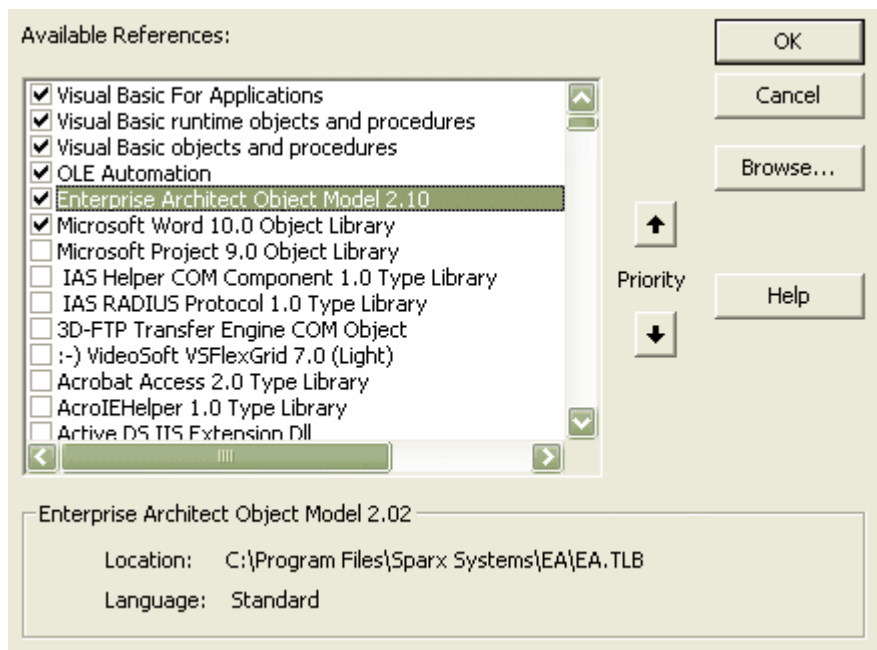 Available References:
OK
Visual Basic For Applications
Cancel
Visual Basic runtime objects and procedures
Visual Basic objects and procedures
OLE Automation
Browse...
Enterprise Architect Object Model 2.10
Microsoft Word 10.0 Object Library
Microsoft Project 9.0 Object Library
IAS Helper COM Component 1.0 Type Library
Priority
IAS RADIUS Protocol 1.0 Type Library
Help
3D-FTP Transfer Engine COM Object
:-) VideoSoft VSFlexGrid 7.0 (Light)
Acrobat Access 2.0 Type Library
AcroIEHelper 1.0 Type Library
Active DS IIS Extension Dll
Enterprise Architect Object Model 2.02
Location: C:\Program Files\Sparx Systems\EA\EA.TLB
Language: Standard